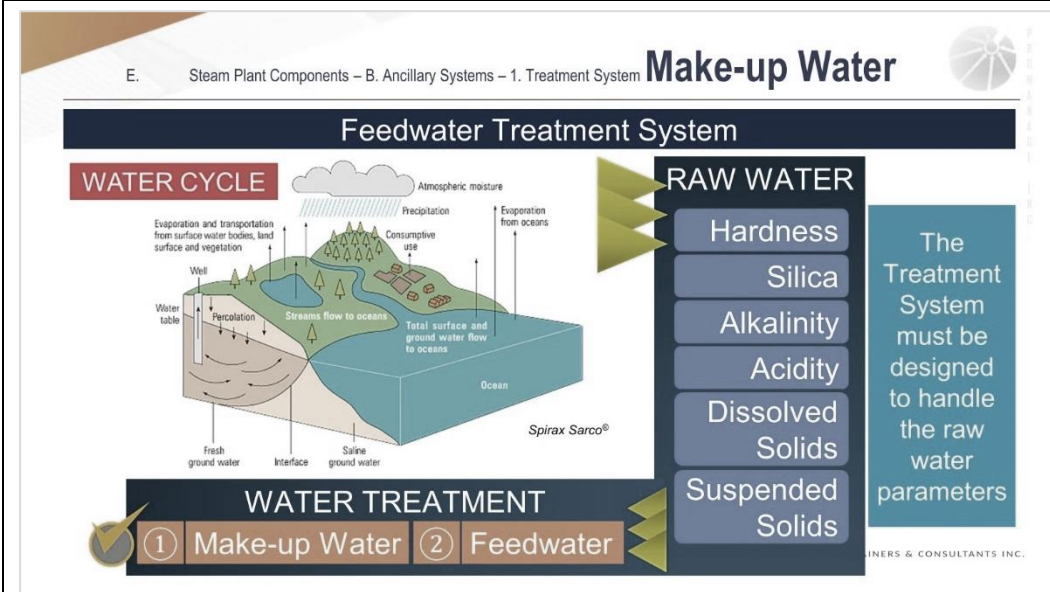 E. Steam Plant Components – B. Ancillary Systems – 1. Treatment System Make-up Water
Feedwater Treatment System
WATER CYCLE
Atmospheric moisture
Precipitation
Evaporation
from oceans
Evaporation and transportation
from surface water bodies, land
surface and vegetation
Consumptive
use
Well
Water
table
Percolation
Streams flow to oceans
Total surface and
ground water flow
to oceans
Ocean
Fresh
ground water
Interface
Saline
ground water
Spirax Sarco®
RAW WATER
Hardness
Silica
Alkalinity
Acidity
Dissolved
Solids
Suspended
Solids
The
Treatment
System
must be
designed
to handle
the raw
water
parameters
WATER TREATMENT
① Make-up Water ② Feedwater
INERS & CONSULTANTS INC.